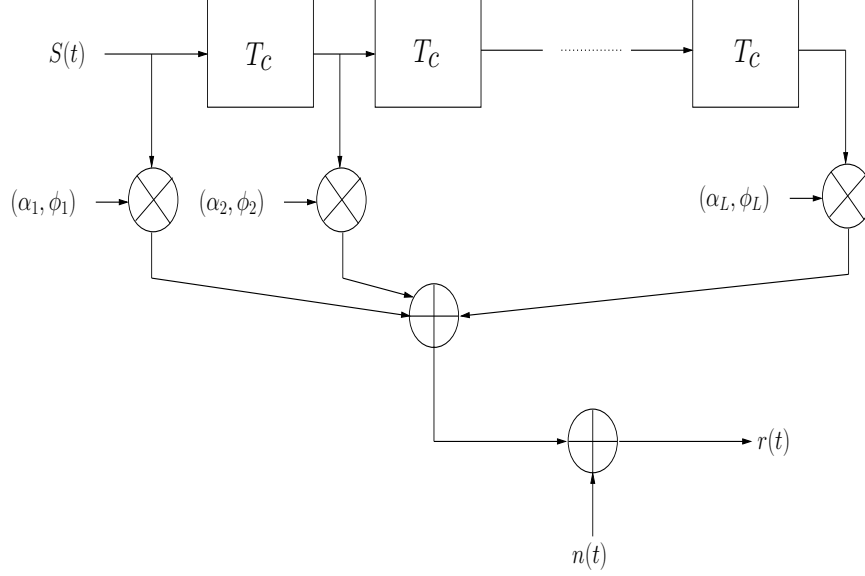 S(t)
T_c
T_c
T_c
(α_1, ϕ_1)
(α_2, ϕ_2)
(α_L, ϕ_L)
r(t)
n(t)